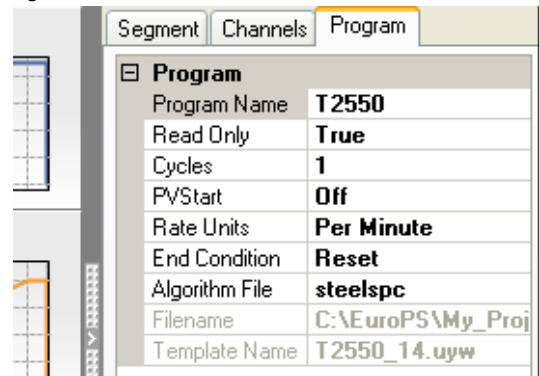 Segment Channels Program
Program
Program Name T2550
Read Only True
Cycles 1
PVStart Off
Rate Units Per Minute
End Condition Reset
Algorithm File steelspc
Filename C:\EuroPS\My_Proj
Template Name T2550_14.uyw